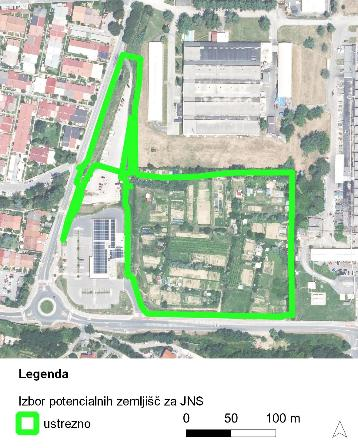 Legenda
Izbor potencialnih zemljišč za JNS
ustrezno
0 50 100 m